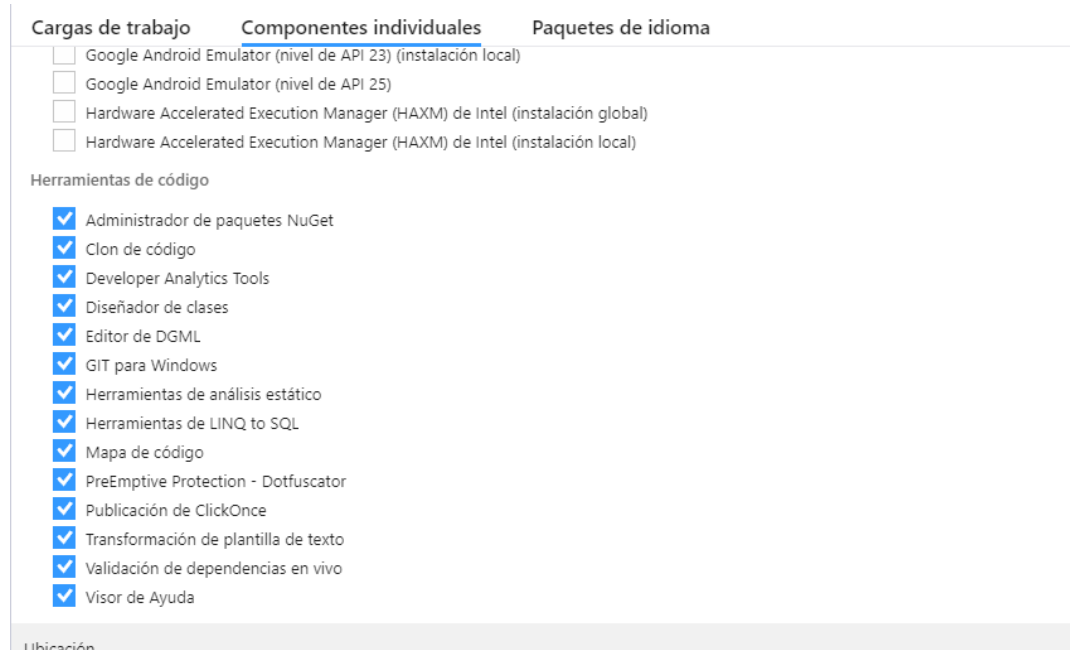 Cargas de trabajo Componentes individuales Paquetes de idioma
Google Android Emulator (nivel de API 23) (instalación local)
Google Android Emulator (nivel de API 25)
Hardware Accelerated Execution Manager (HAXM) de Intel (instalación global)
Hardware Accelerated Execution Manager (HAXM) de Intel (instalación local)
Herramientas de código
Administrador de paquetes NuGet
Clon de código
Developer Analytics Tools
Diseñador de clases
Editor de DGML
GIT para Windows
Herramientas de análisis estático
Herramientas de LINQ to SQL
Mapa de código
PreEmptive Protection - Dotfuscator
Publicación de ClickOnce
Transformación de plantilla de texto
Validación de dependencias en vivo
Visor de Ayuda
Ubicación